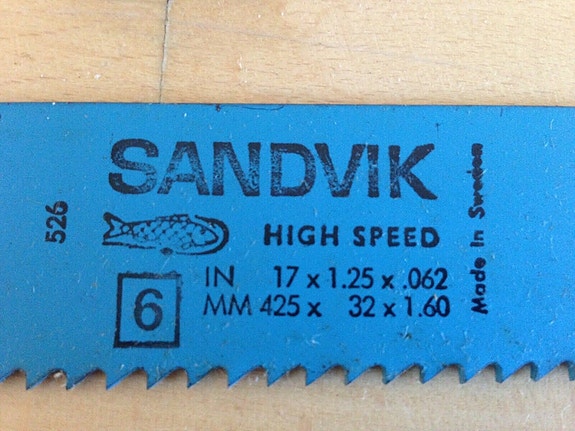 SANDVIK
526
HIGH SPEED
Made In Sweden
6
IN 17 x 1.25 x .062
MM 425 x 32 x 1.60